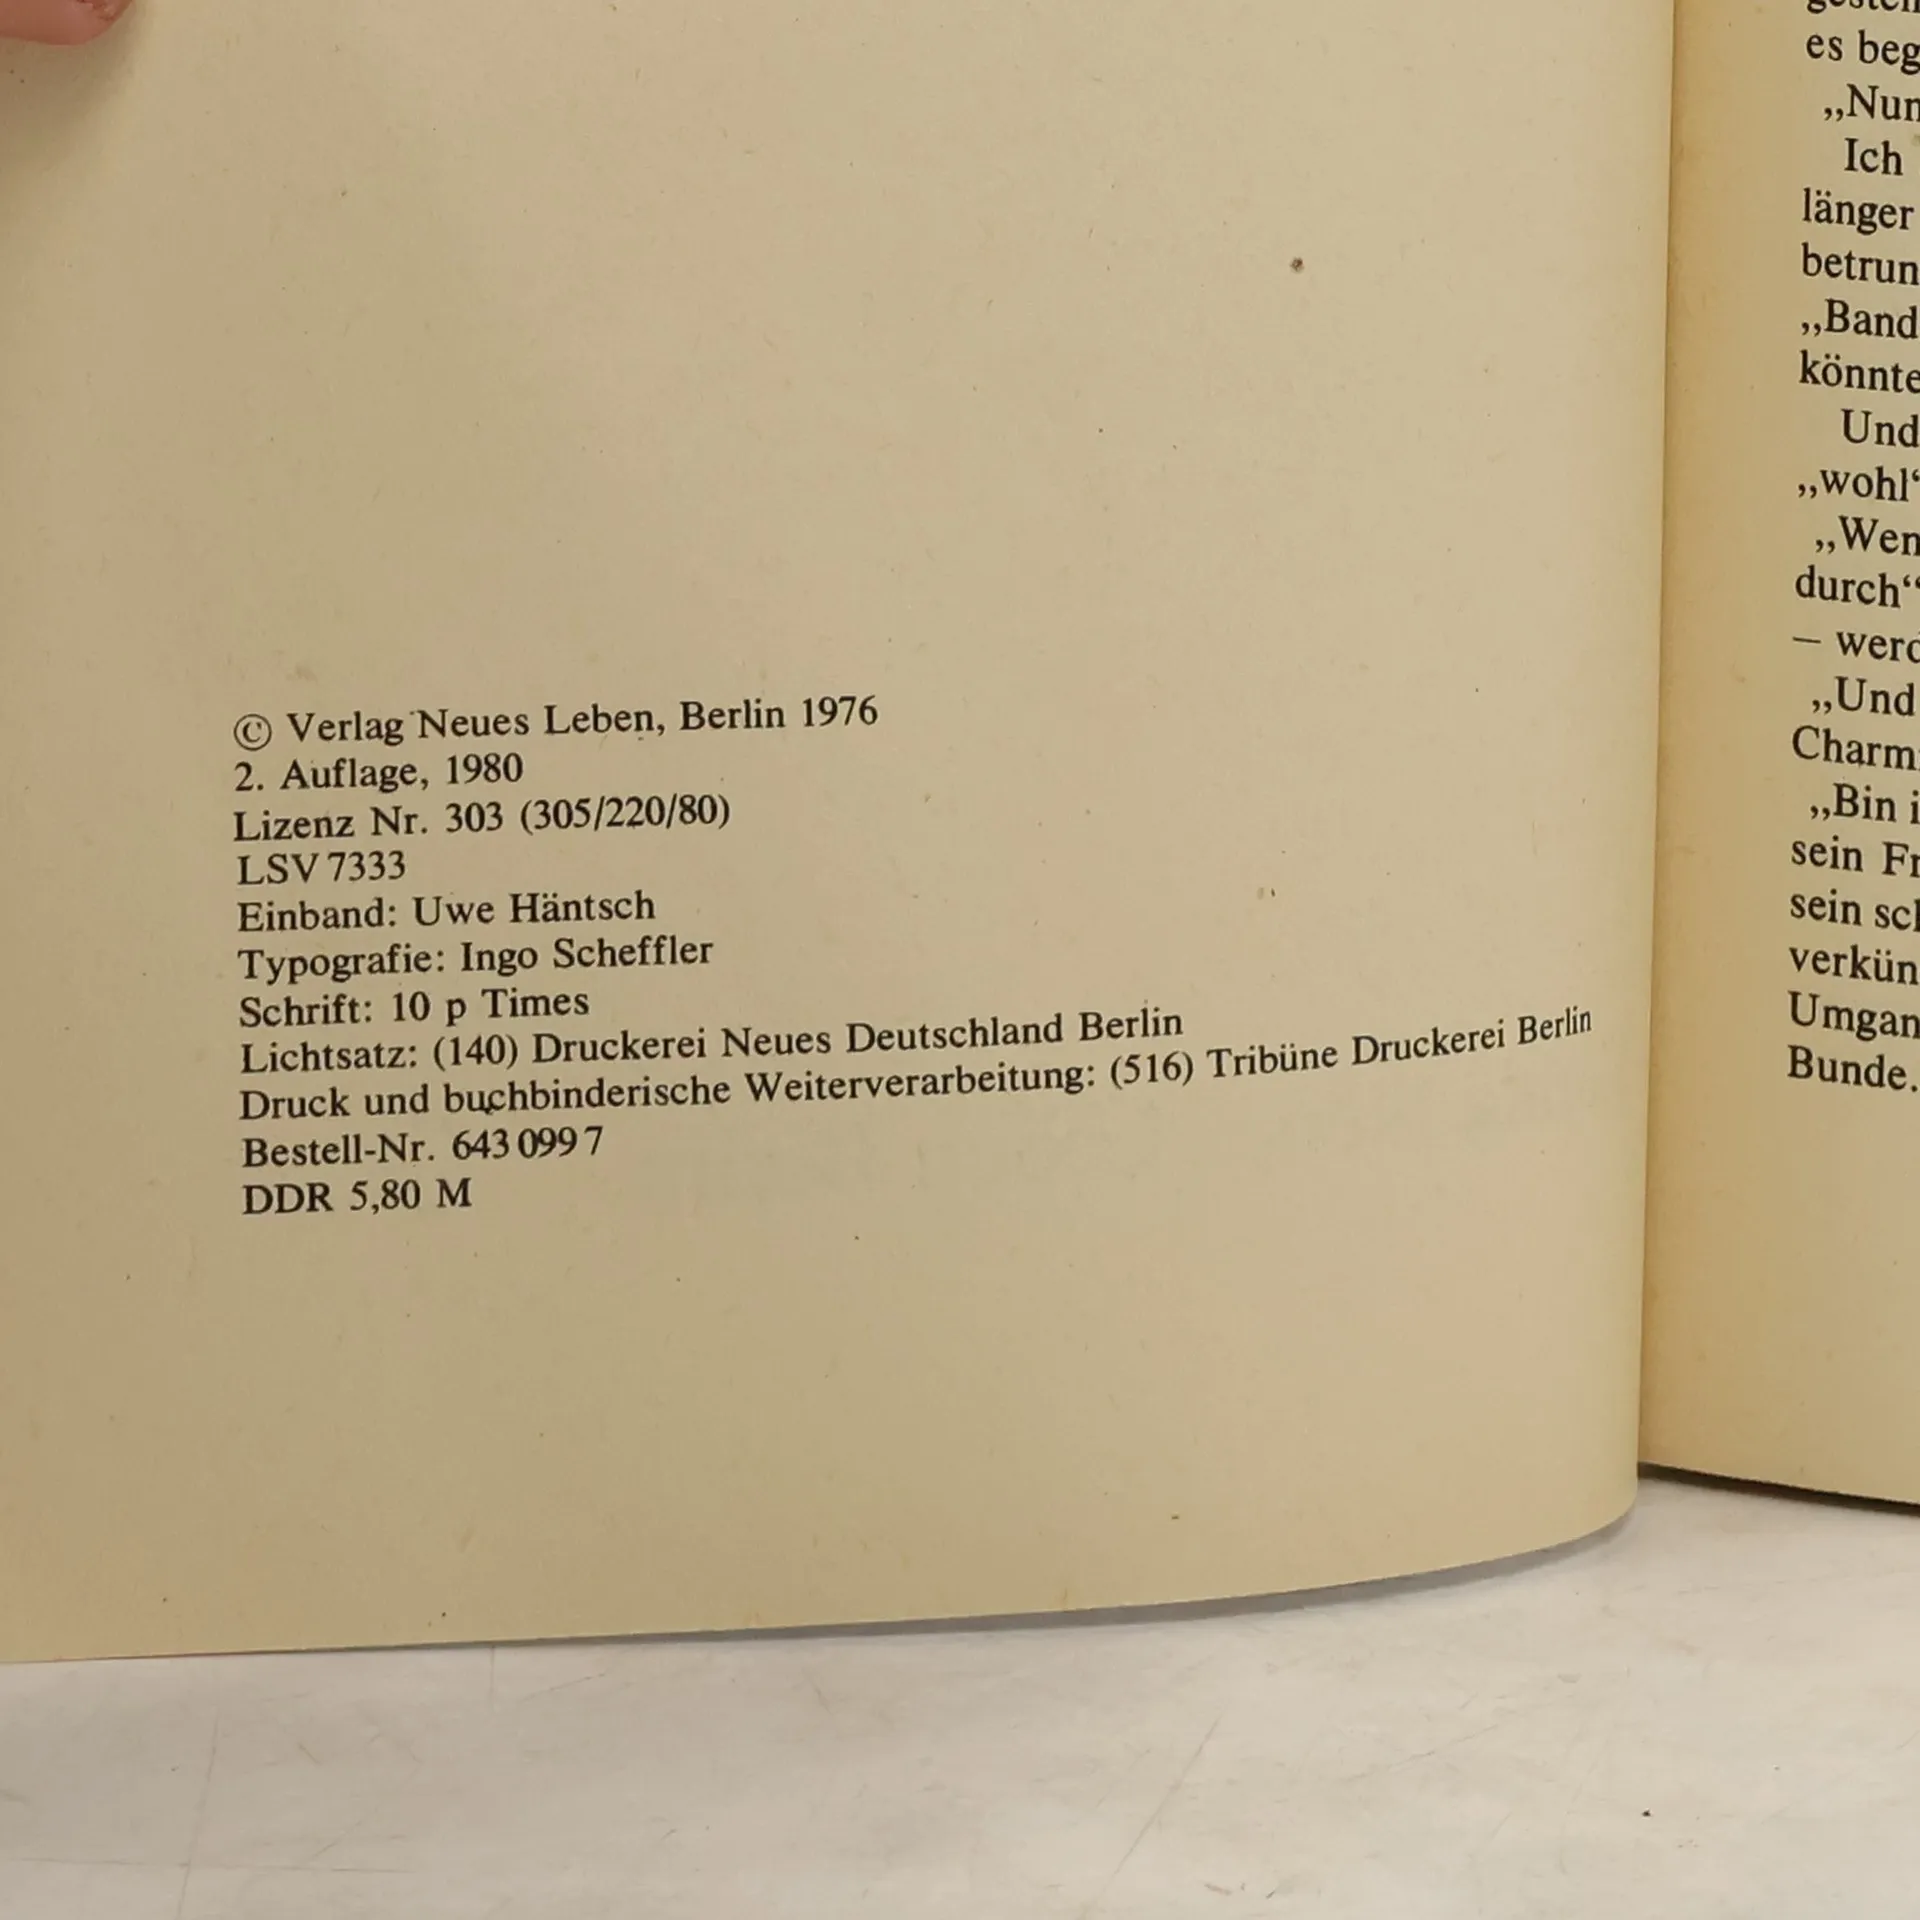 © Verlag Neues Leben, Berlin 1976
2. Auflage, 1980
Lizenz Nr. 303 (305/220/80)
LSV 7333
Einband: Uwe Häntsch
Typografie: Ingo Scheffler
Schrift: 10 p Times
Lichtsatz: (140) Druckerei Neues Deutschland Berlin
Druck und buchbinderische Weiterverarbeitung: (516) Tribüne Druckerei Berlin
Bestell-Nr. 643 099 7
DDR 5,80 M
es beg
„Nun
Ich
länger
betrun
„Band
könnte
Und
„wohl“
„Wen
durch“
– werd
„Und
Charm
„Bin i
sein Fr
sein sch
verkün
Umgan
Bunde.